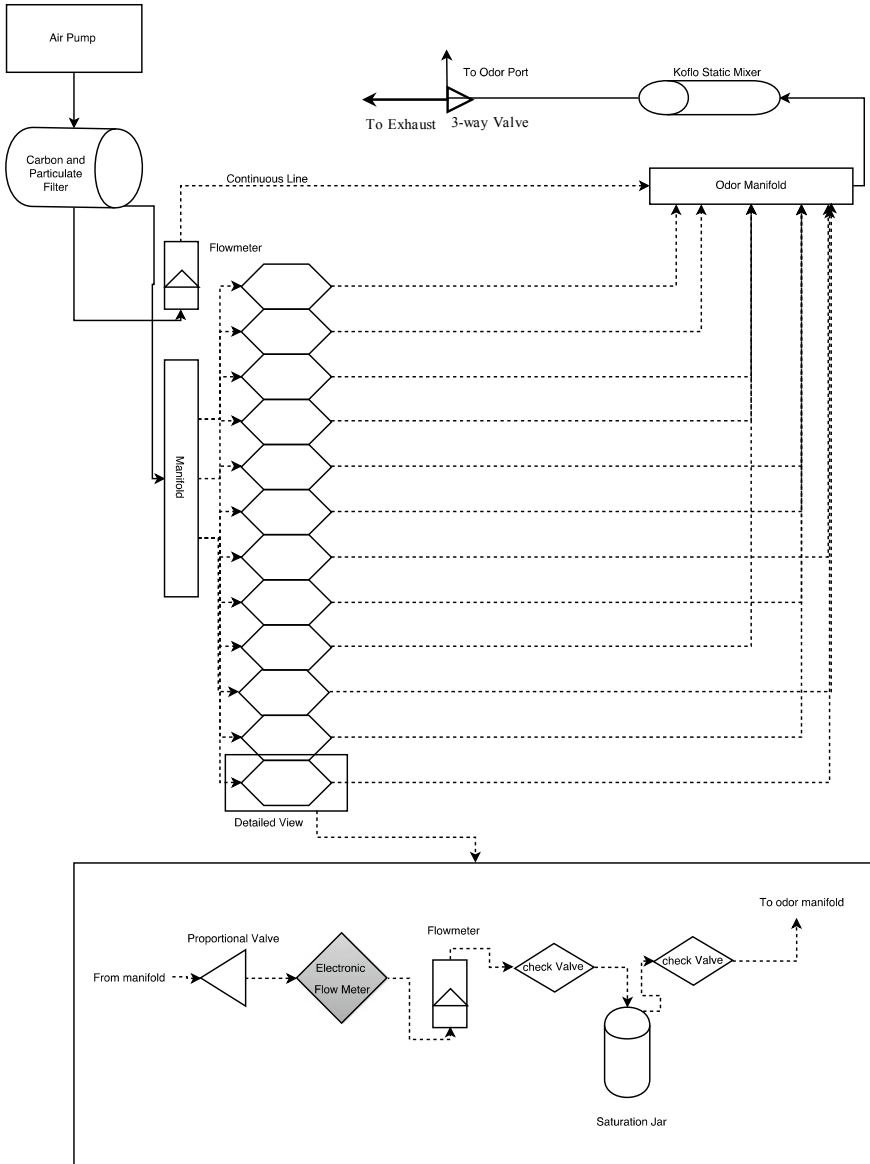 Air Pump
To Odor Port
Koflo Static Mixer
To Exhaust
3-way Valve
Carbon and
Particulate
Filter
Continuous Line
Odor Manifold
Flowmeter
Manifold
Detailed View
To odor manifold
Proportional Valve
Flowmeter
From manifold
Electronic
Flow Meter
check Valve
check Valve
Saturation Jar